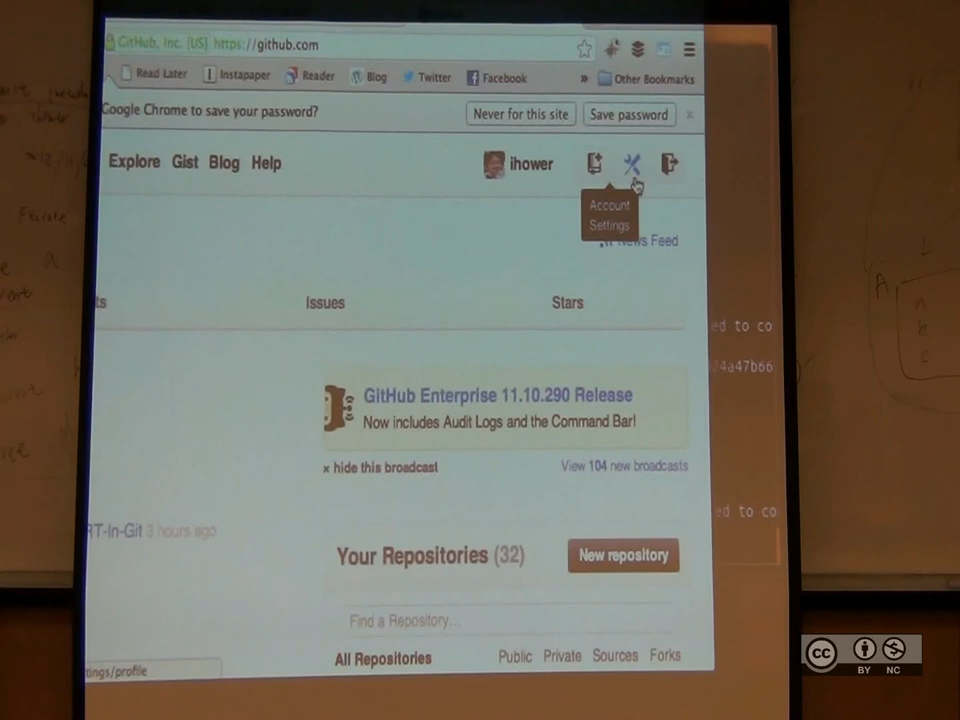 GitHub, Inc. [US] https://github.com
Read Later Instapaper Reader Blog Twitter Facebook » Other Bookmarks
Google Chrome to save your password? Never for this site Save password ×
Explore Gist Blog Help ihower
Account
Settings
News Feed
ts Issues Stars
ed to co
24a47b66
GitHub Enterprise 11.10.290 Release
Now includes Audit Logs and the Command Bar!
× hide this broadcast View 104 new broadcasts
ed to co
RT-In-Git 3 hours ago
Your Repositories (32) New repository
Find a Repository...
All Repositories Public Private Sources Forks
tings/profile
A
a
b
c
cc BY NC